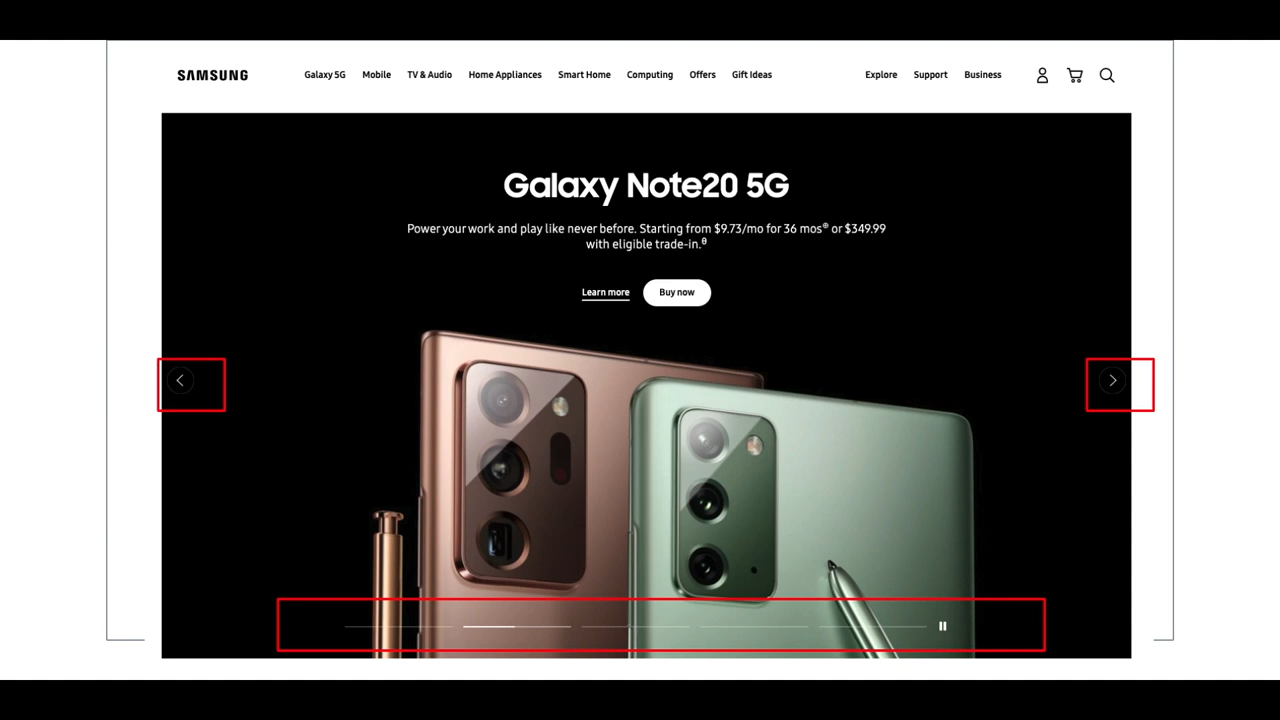 SAMSUNG
Galaxy 5G Mobile TV & Audio Home Appliances Smart Home Computing Offers Gift Ideas Explore Support Business
Galaxy Note20 5G
Power your work and play like never before. Starting from $9.73/mo for 36 mos® or $349.99
with eligible trade-in.θ
Learn more Buy now